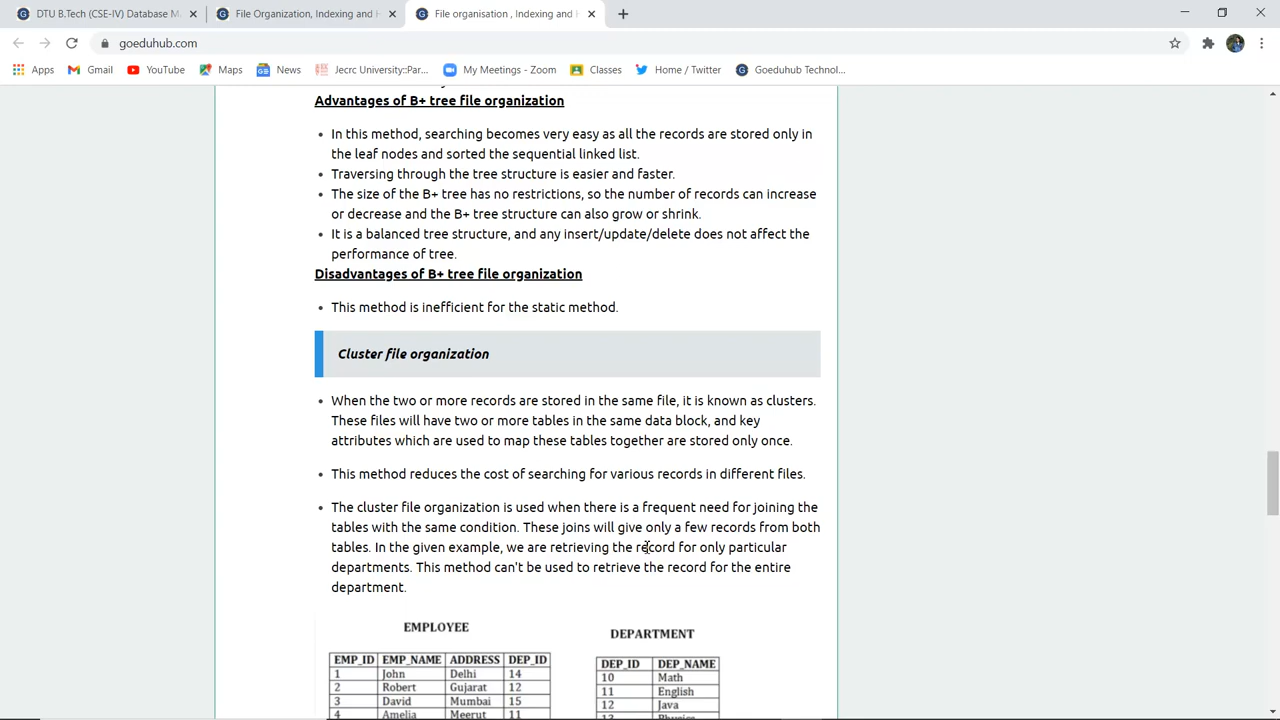 DTU B.Tech (CSE-IV) Database M
File Organization, Indexing and H
File organisation , Indexing and H
goeduhub.com
Apps
Gmail
YouTube
Maps
News
Jecrc University::Par...
My Meetings - Zoom
Classes
Home / Twitter
Goeduhub Technol...
Advantages of B+ tree file organization
In this method, searching becomes very easy as all the records are stored only in
the leaf nodes and sorted the sequential linked list.
Traversing through the tree structure is easier and faster.
The size of the B+ tree has no restrictions, so the number of records can increase
or decrease and the B+ tree structure can also grow or shrink.
It is a balanced tree structure, and any insert/update/delete does not affect the
performance of tree.
Disadvantages of B+ tree file organization
This method is inefficient for the static method.
Cluster file organization
When the two or more records are stored in the same file, it is known as clusters.
These files will have two or more tables in the same data block, and key
attributes which are used to map these tables together are stored only once.
This method reduces the cost of searching for various records in different files.
The cluster file organization is used when there is a frequent need for joining the
tables with the same condition. These joins will give only a few records from both
tables. In the given example, we are retrieving the record for only particular
departments. This method can't be used to retrieve the record for the entire
department.
EMPLOYEE
EMP_ID EMP_NAME ADDRESS DEP_ID
1 John Delhi 14
2 Robert Gujarat 12
3 David Mumbai 15
4 Amelia Meerut 11
DEPARTMENT
DEP_ID DEP_NAME
10 Math
11 English
12 Java